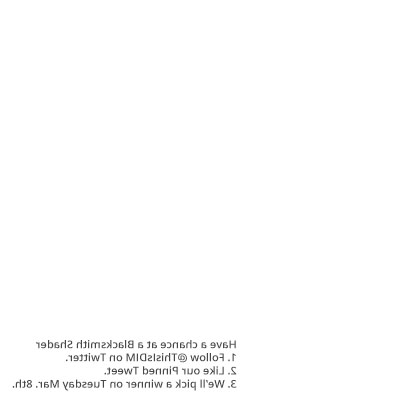 Have a chance at a Blacksmith Shader
1. Follow @ThisIsDIM on Twitter.
2. Like our Pinned Tweet.
3. We'll pick a winner on Tuesday Mar. 8th.